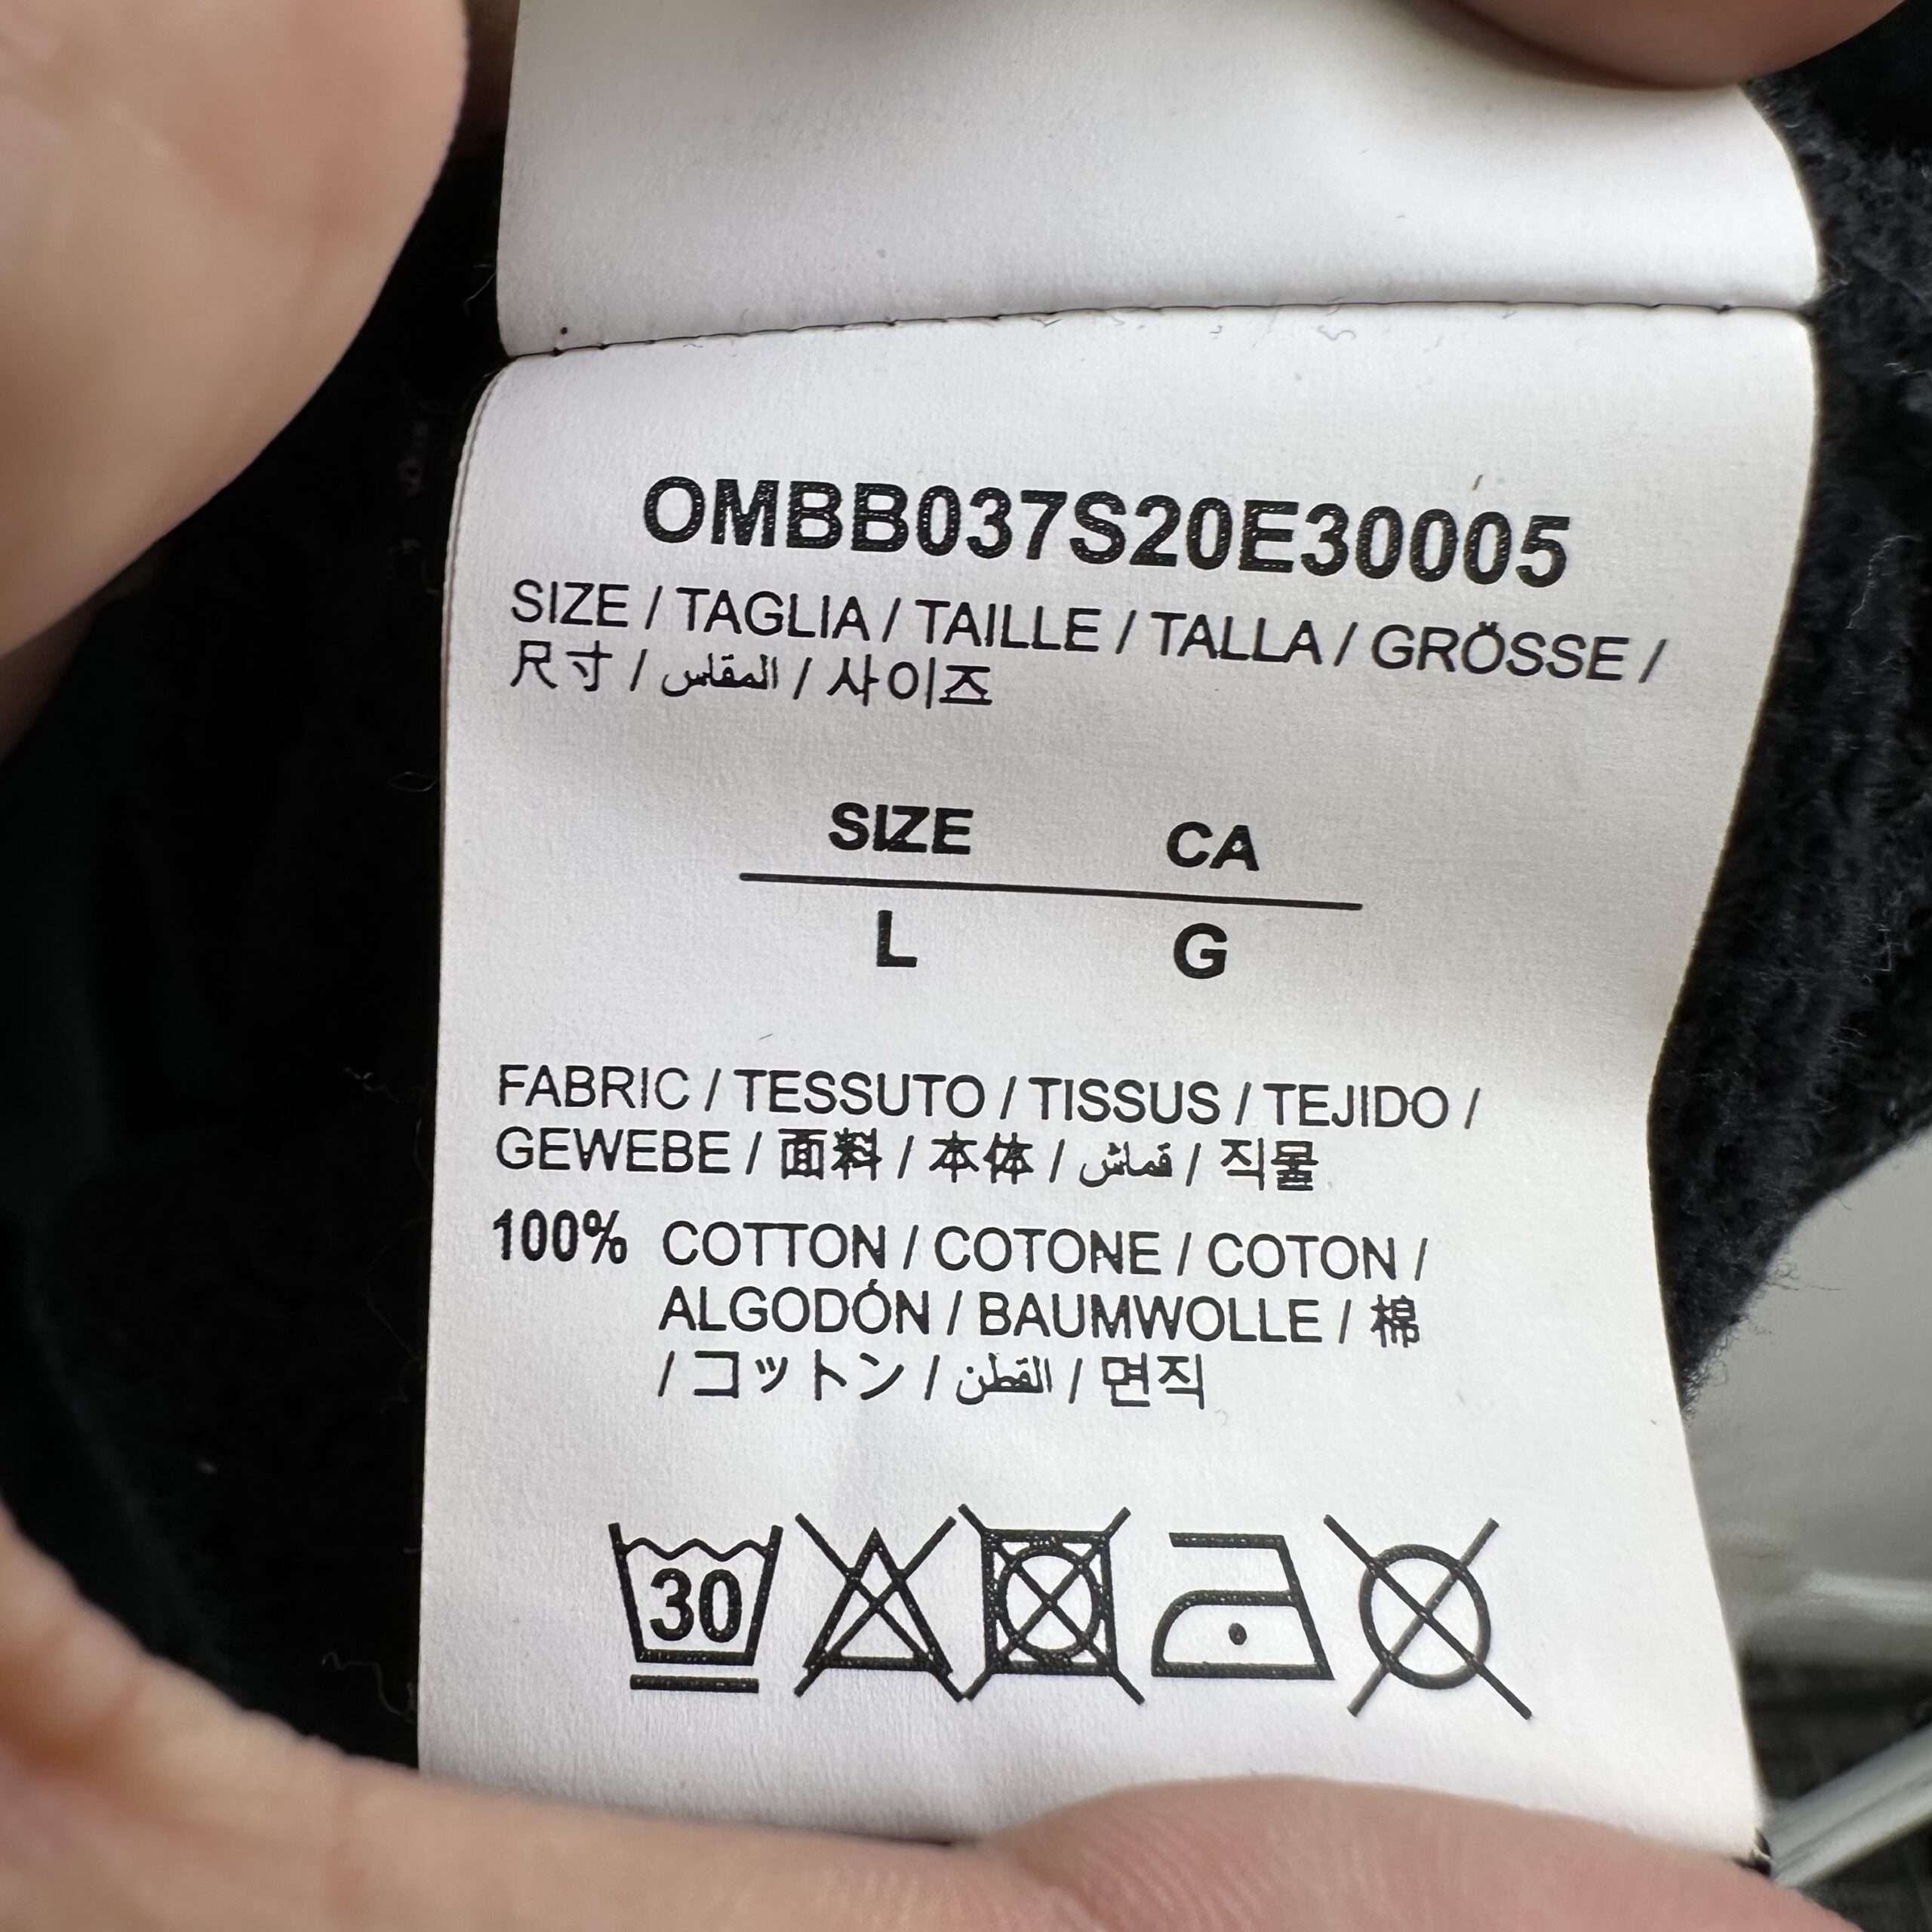 OMBB037S20E30005
SIZE / TAGLIA / TAILLE / TALLA / GRÖSSE /
尺寸 / المقاس / 사이즈
SIZE CA
L G
FABRIC / TESSUTO / TISSUS / TEJIDO /
GEWEBE / 面料 / 本体 / قماش / 직물
100% COTTON / COTONE / COTON /
ALGODÓN / BAUMWOLLE / 棉
/ コットン / القطن / 면직
30